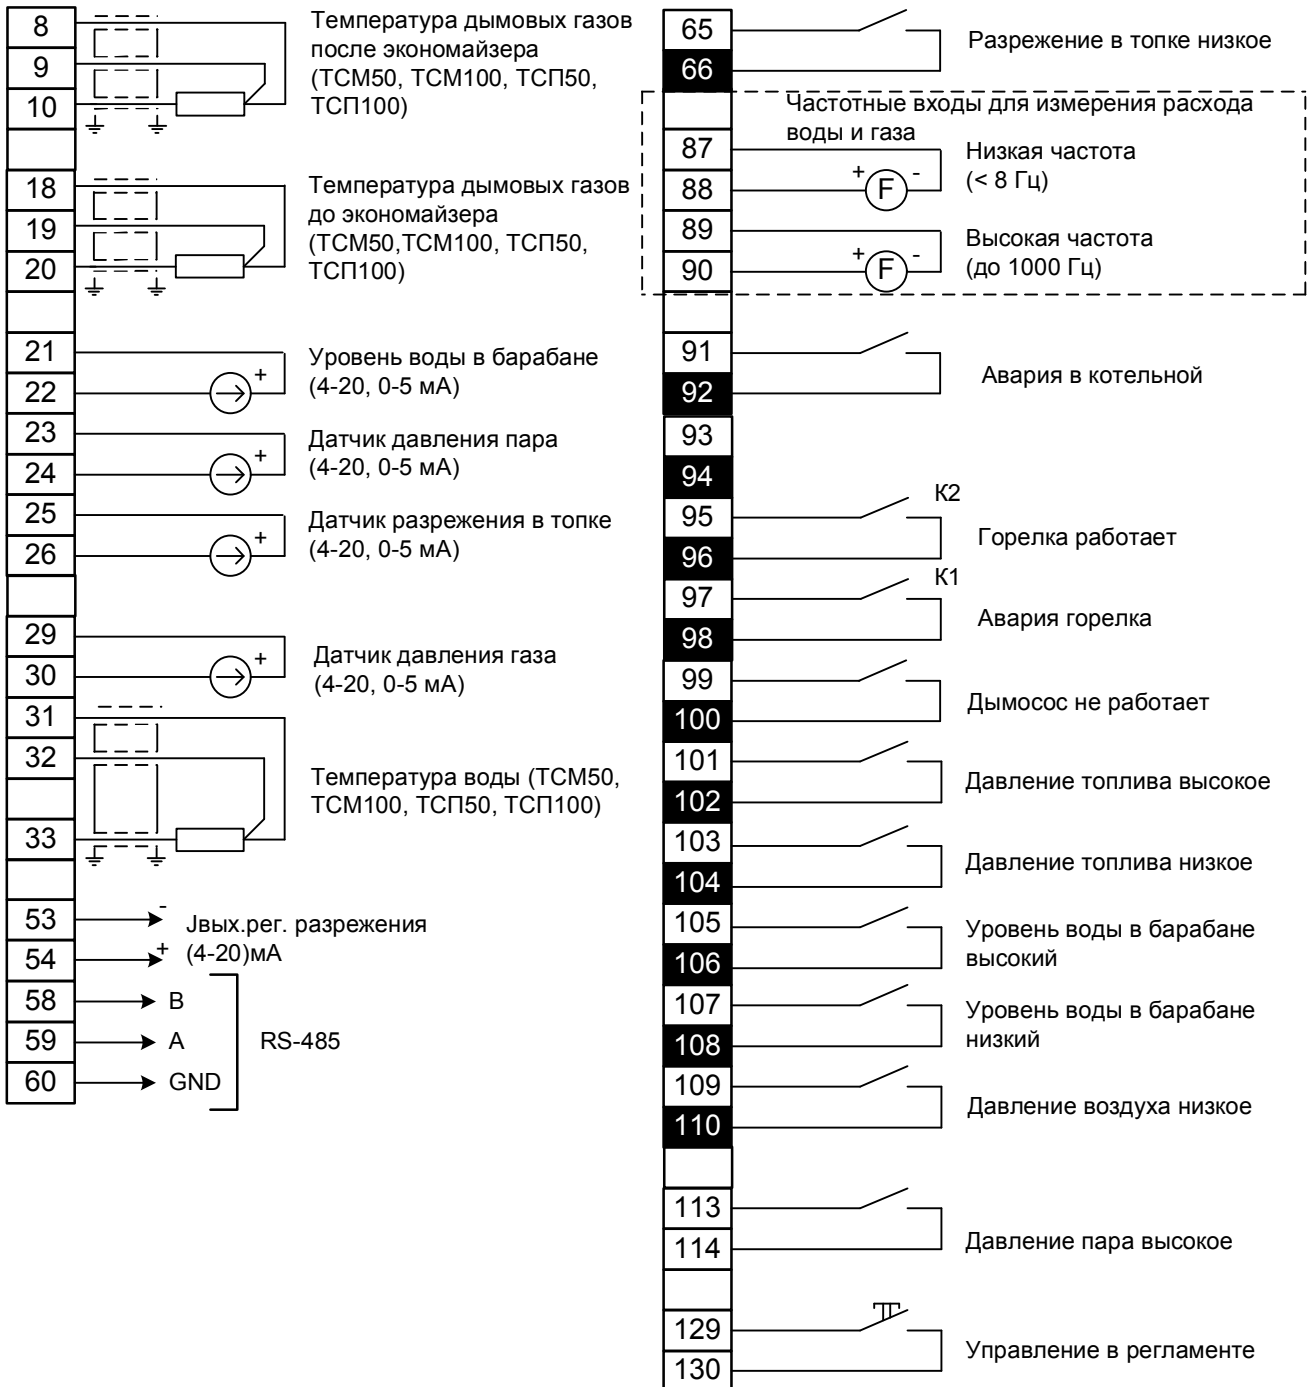 8
Температура дымовых газов
после экономайзера
(ТСМ50, ТСМ100, ТСП50,
ТСП100)
9
10
18
Температура дымовых газов
до экономайзера
(ТСМ50,ТСМ100, ТСП50,
ТСП100)
19
20
21
Уровень воды в барабане
(4-20, 0-5 мА)
22
+
23
Датчик давления пара
(4-20, 0-5 мА)
24
+
25
Датчик разрежения в топке
(4-20, 0-5 мА)
26
+
29
Датчик давления газа
(4-20, 0-5 мА)
30
+
31
32
Температура воды (ТСМ50,
ТСМ100, ТСП50, ТСП100)
33
53
-
Jвых.рег. разрежения
(4-20)мА
54
+
58
B
59
A
RS-485
60
GND
65
Разрежение в топке низкое
66
Частотные входы для измерения расхода
воды и газа
87
Низкая частота
(< 8 Гц)
88
+ F -
89
Высокая частота
(до 1000 Гц)
90
+ F -
91
Авария в котельной
92
93
94
95
К2
Горелка работает
96
97
К1
Авария горелка
98
99
Дымосос не работает
100
101
Давление топлива высокое
102
103
Давление топлива низкое
104
105
Уровень воды в барабане
высокий
106
107
Уровень воды в барабане
низкий
108
109
Давление воздуха низкое
110
113
Давление пара высокое
114
129
Управление в регламенте
130